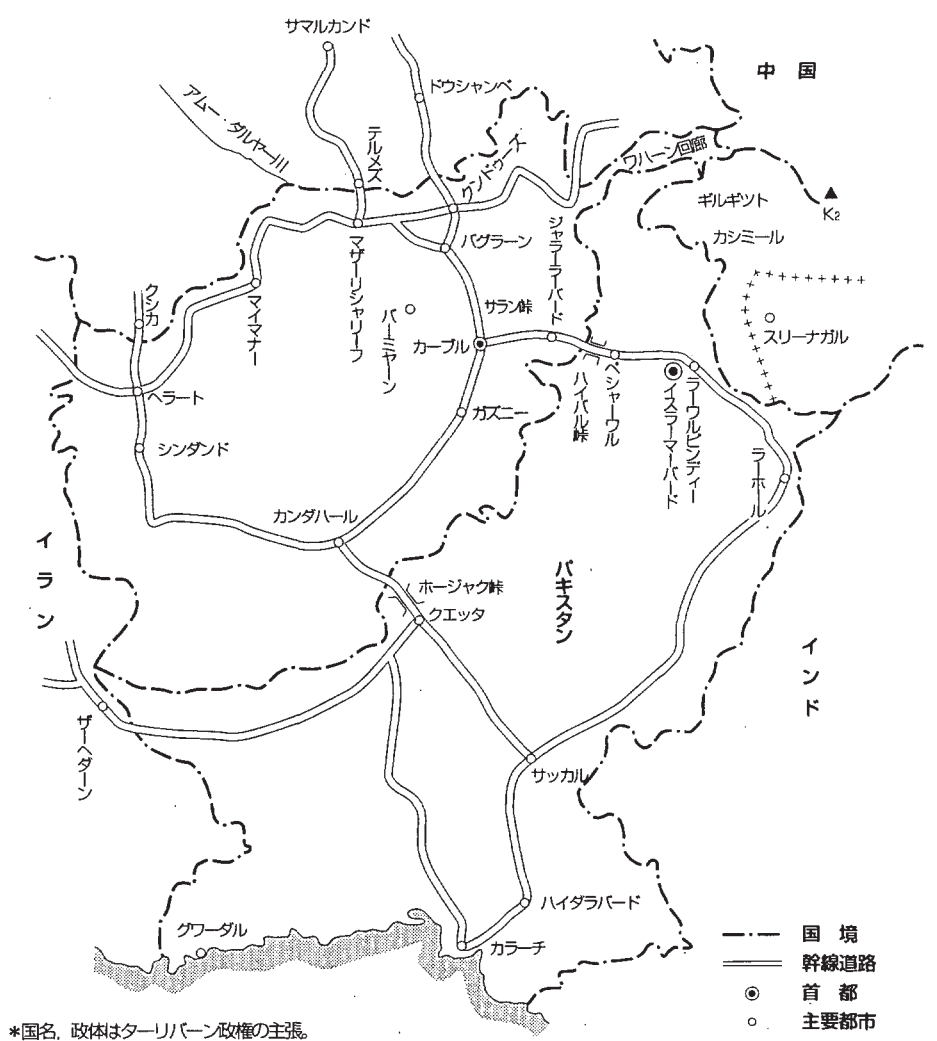 サマルカンド
ドウシャンベ
中国
アムー・ダルヤー川
テルメズ
クンドゥーズ
ワハーン回廊
K2
ギルギット
カシミール
マザーリシャリーフ
バグラーン
ジャラーラバード
クシカ
マイマナー
サラン峠
バーミヤーン
スリーナガル
カーブル
ハイバル峠
ペシャーワル
ラーワルピンディー
イスラーマーバード
ヘラート
ガズニー
シンダンド
ラーホール
カンダハール
イラン
ホージャク峠
クエッタ
パキスタン
インド
ザーヘダーン
サッカル
ハイダラバード
グワーダル
カラーチ
国境
幹線道路
首都
主要都市
*国名，政体はターリバーン政権の主張。